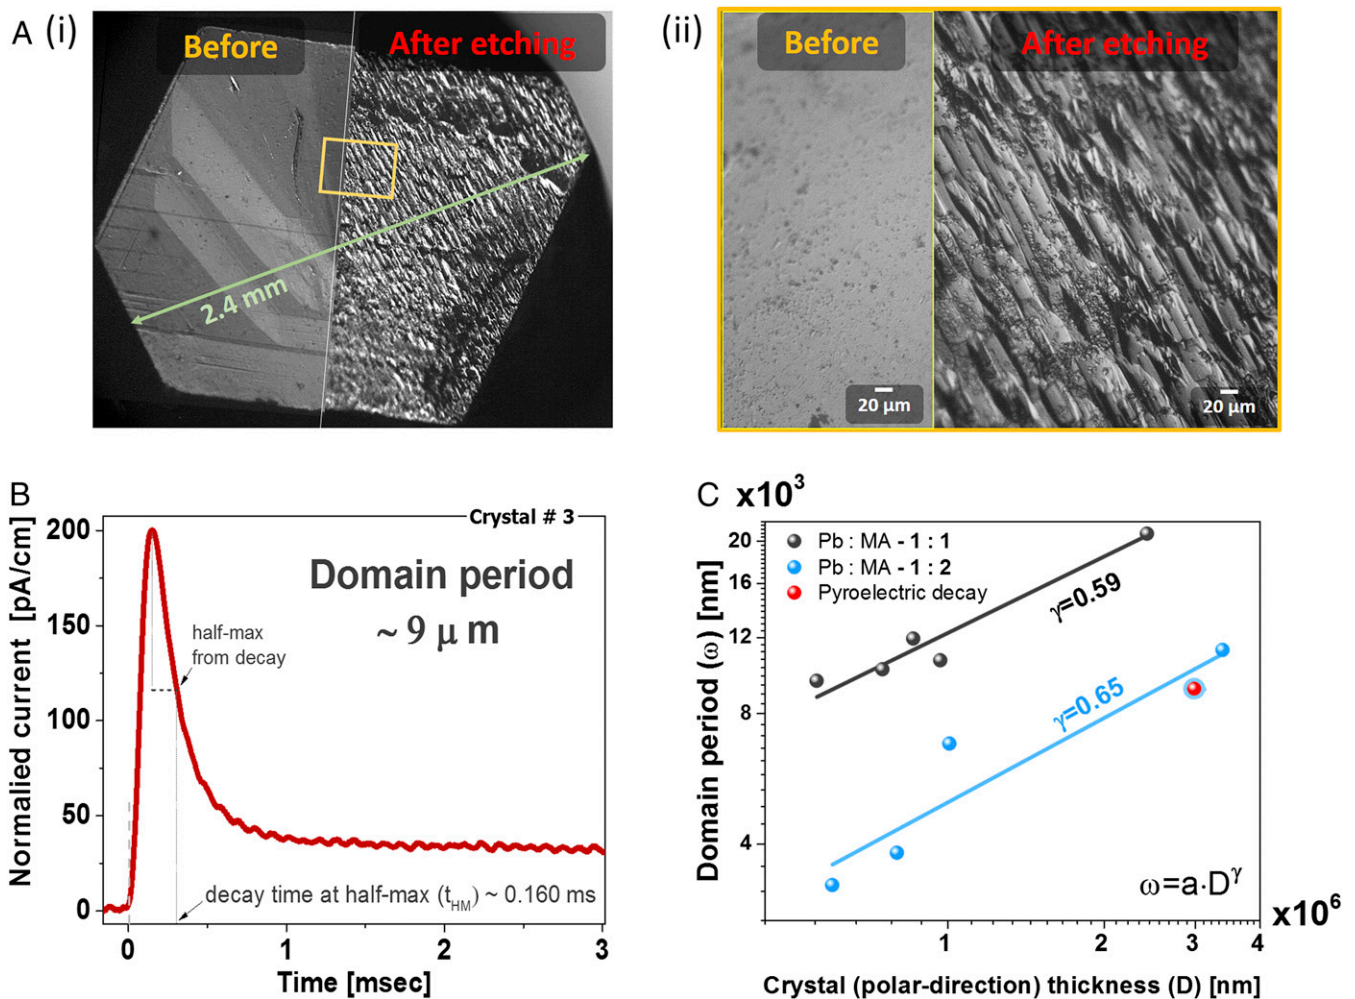 A (i)
Before
After etching
2.4 mm
(ii)
Before
After etching
20 μm
20 μm
B
Crystal # 3
Domain period
~ 9 μ m
half-max
from decay
decay time at half-max (tHM) ~ 0.160 ms
Normalied current [pA/cm]
200
150
100
50
0
0
1
2
3
Time [msec]
C
x10³
Pb : MA - 1 : 1
Pb : MA - 1 : 2
Pyroelectric decay
γ=0.59
γ=0.65
ω=a·Dᵞ
Domain period (ω) [nm]
20
16
12
8
4
1
2
3
4
x10⁶
Crystal (polar-direction) thickness (D) [nm]